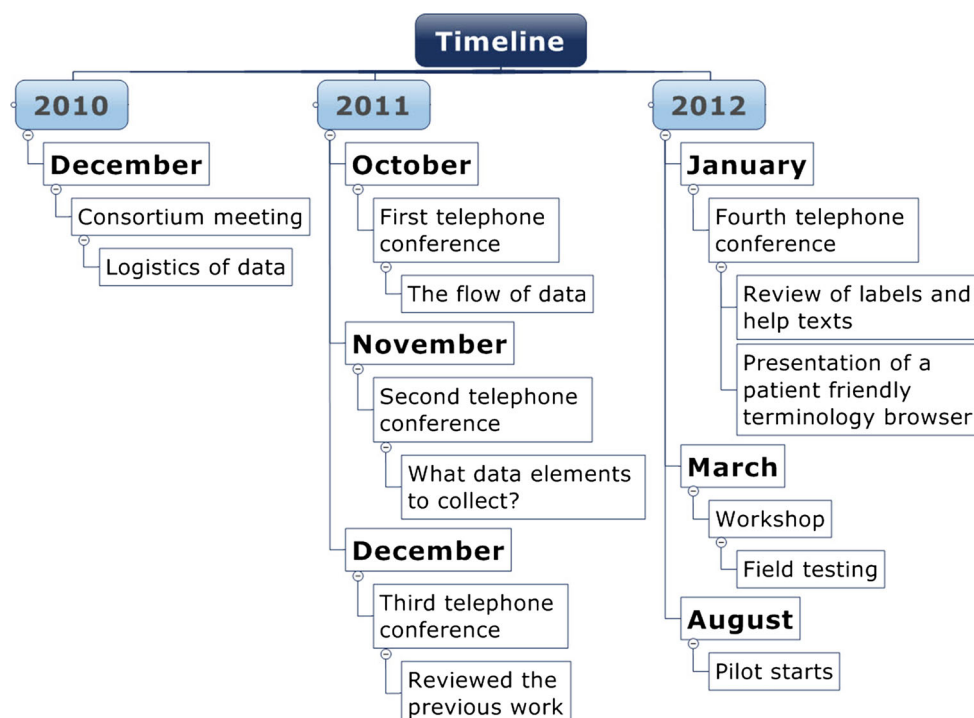 Timeline
2010
December
Consortium meeting
Logistics of data
2011
October
First telephone
conference
The flow of data
November
Second telephone
conference
What data elements
to collect?
December
Third telephone
conference
Reviewed the
previous work
2012
January
Fourth telephone
conference
Review of labels and
help texts
Presentation of a
patient friendly
terminology browser
March
Workshop
Field testing
August
Pilot starts